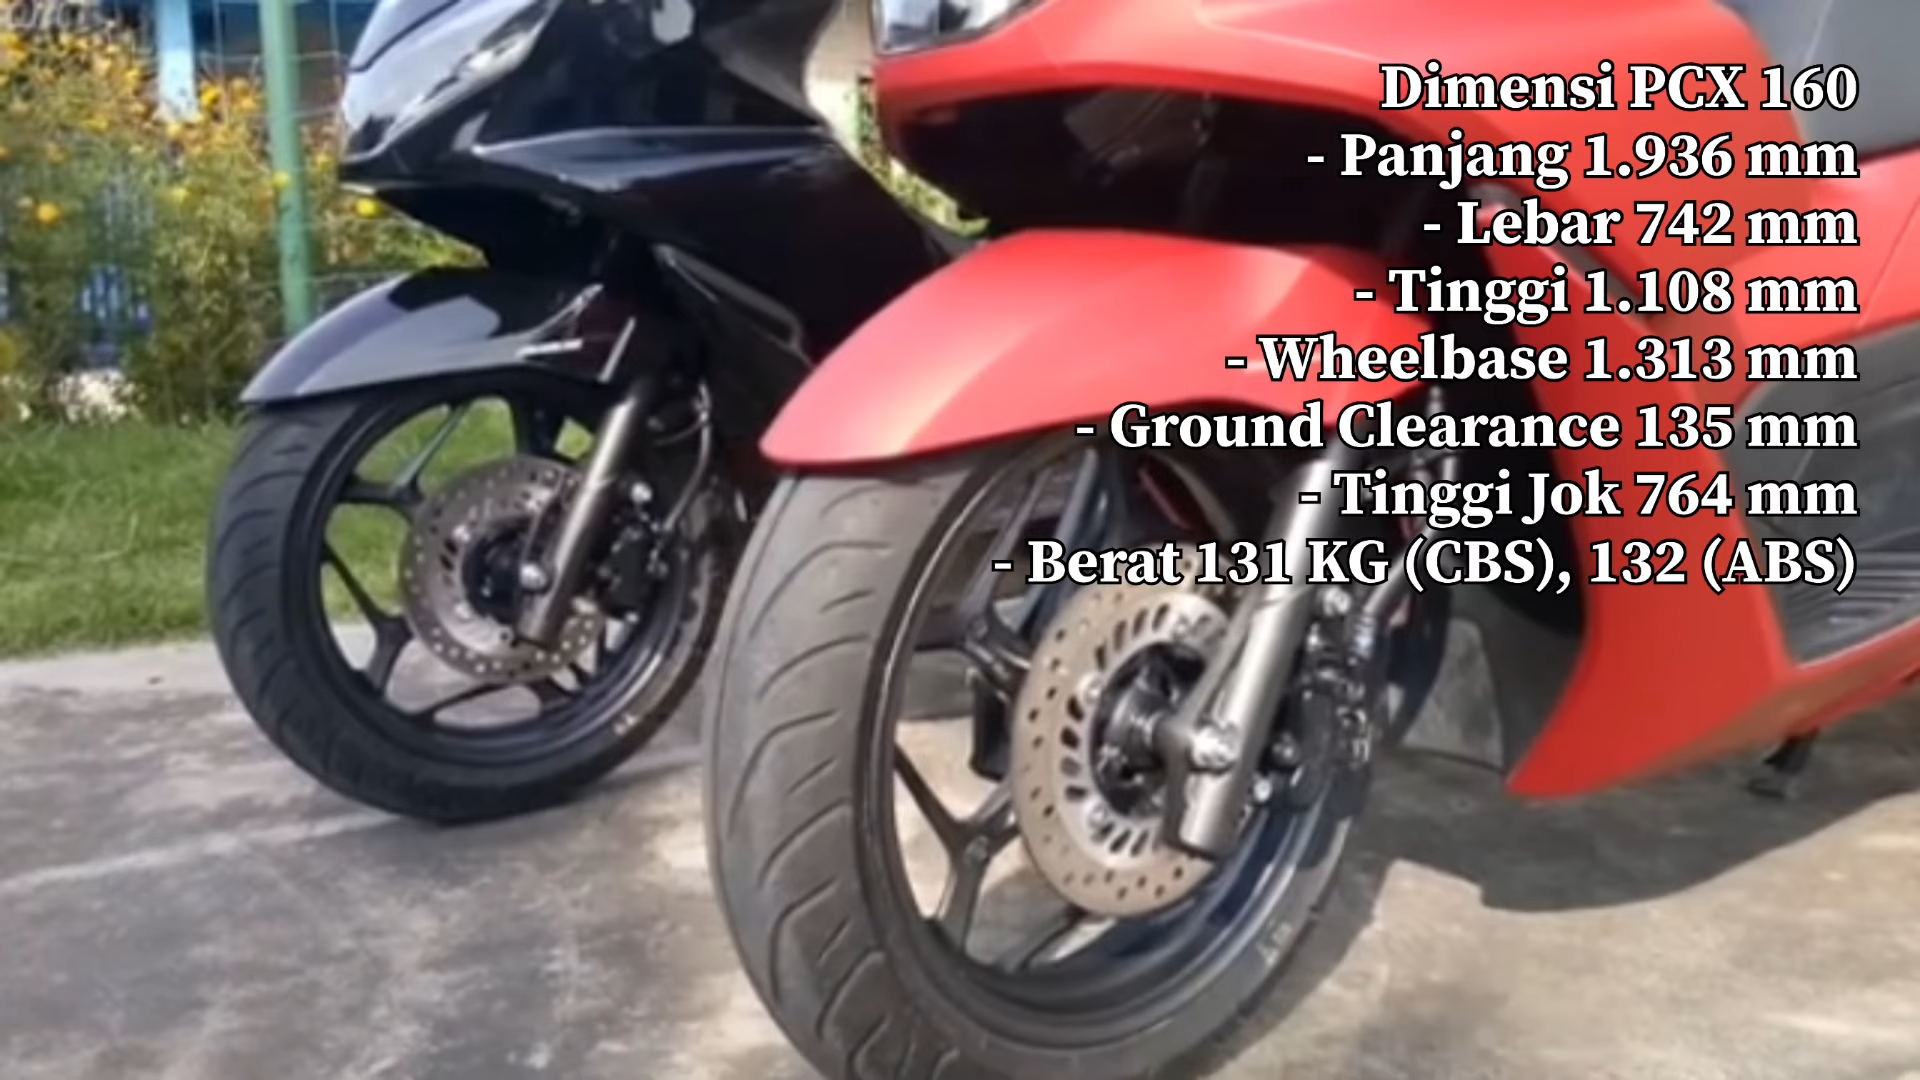 Dimensi PCX 160
- Panjang 1.936 mm
- Lebar 742 mm
- Tinggi 1.108 mm
- Wheelbase 1.313 mm
- Ground Clearance 135 mm
- Tinggi Jok 764 mm
- Berat 131 KG (CBS), 132 (ABS)